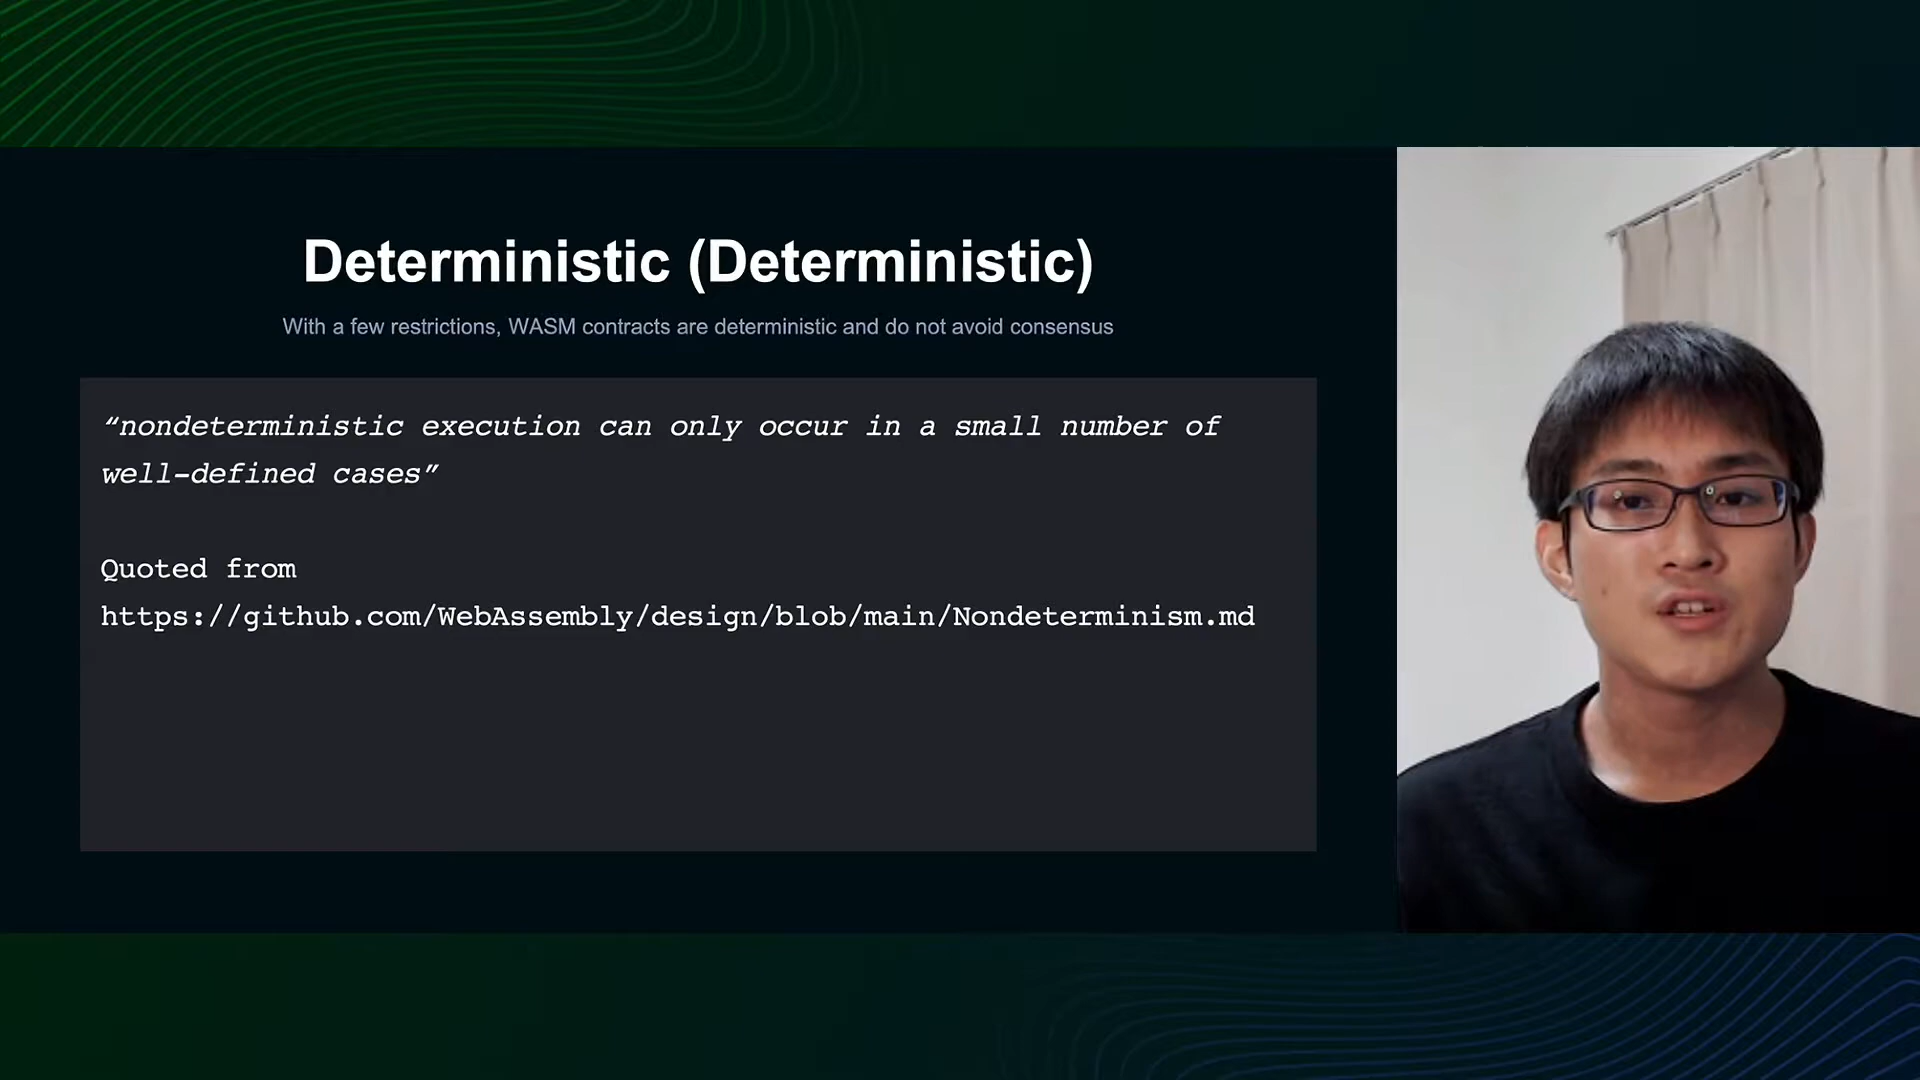 Deterministic (Deterministic)
With a few restrictions, WASM contracts are deterministic and do not avoid consensus
“nondeterministic execution can only occur in a small number of
well-defined cases”
Quoted from
https://github.com/WebAssembly/design/blob/main/Nondeterminism.md